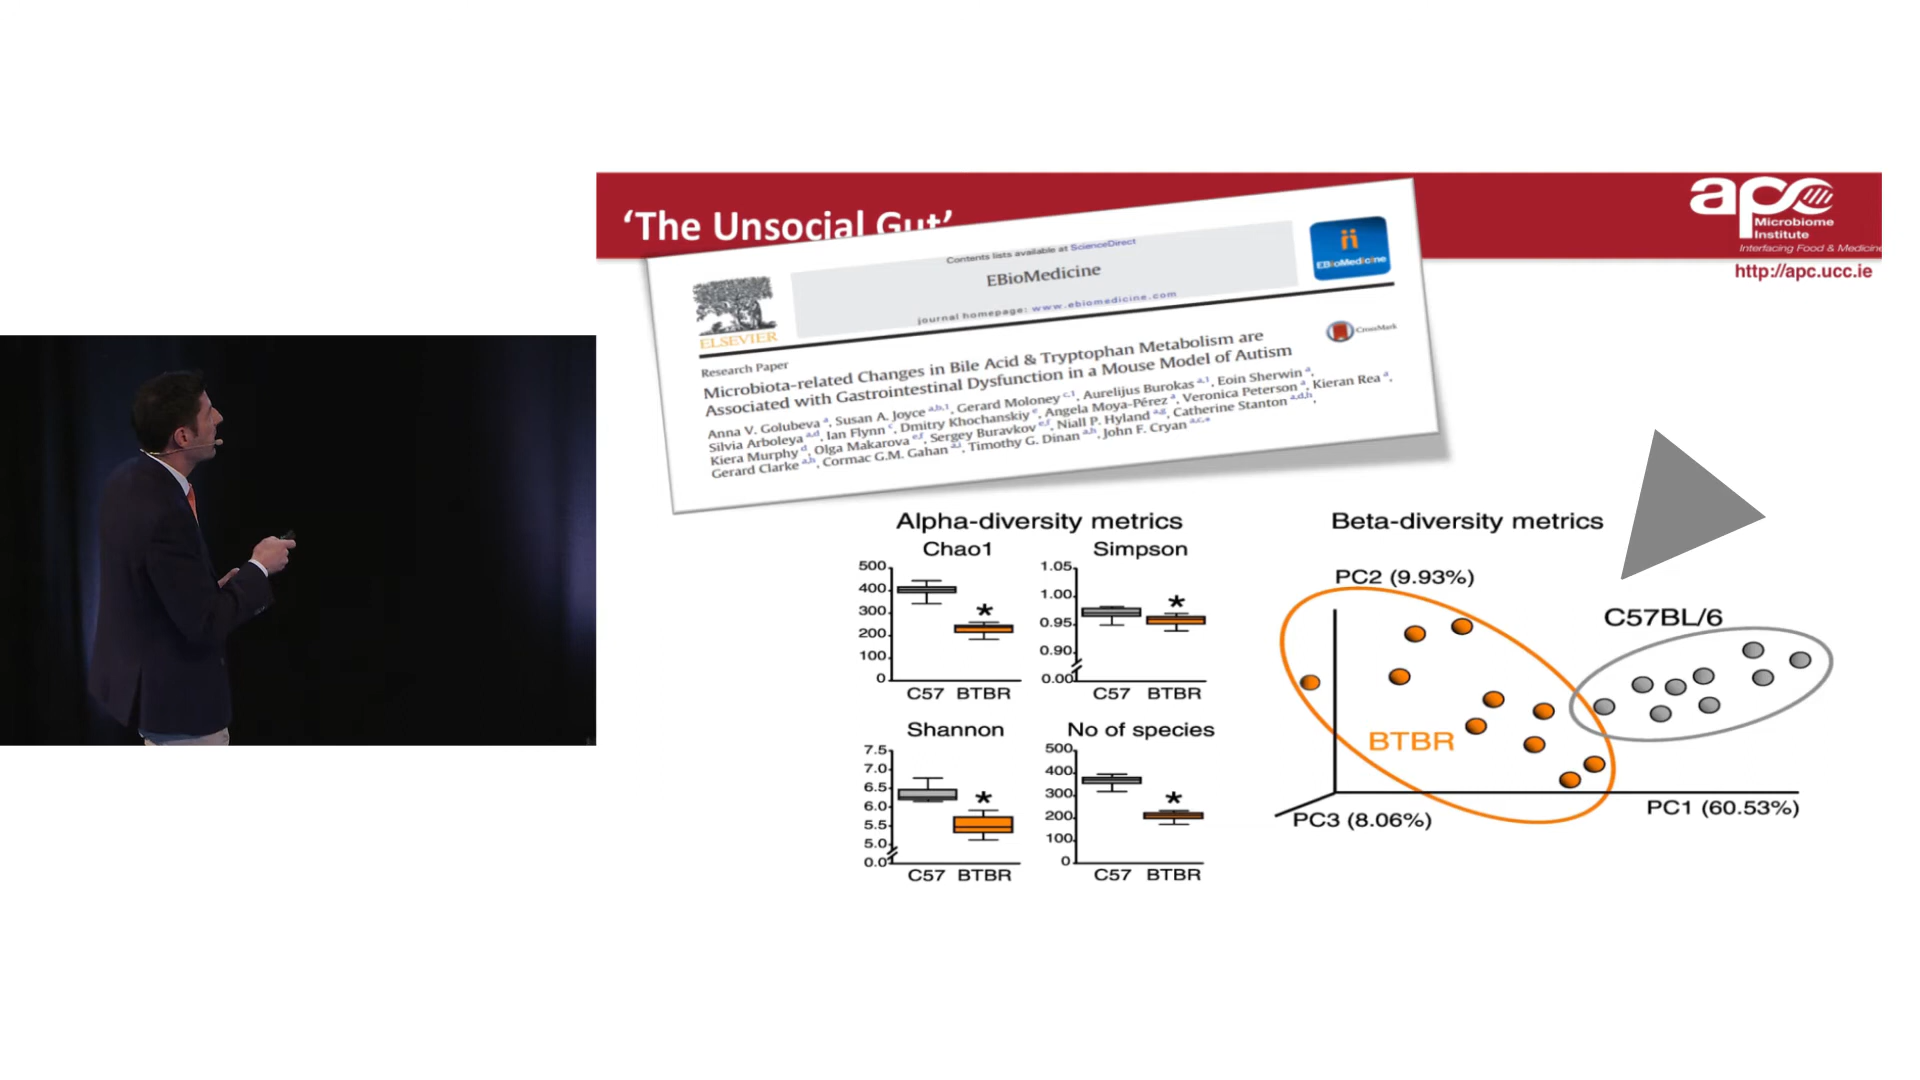 ‘The Unsocial Gut’
apc
Microbiome
Institute
Interfacing Food & Medicine
http://apc.ucc.ie
Contents lists available at ScienceDirect
EBioMedicine
journal homepage: www.ebiomedicine.com
ELSEVIER
EBioMedicine
CrossMark
Research Paper
Microbiota-related Changes in Bile Acid & Tryptophan Metabolism are
Associated with Gastrointestinal Dysfunction in a Mouse Model of Autism
Anna V. Golubeva a, Susan A. Joyce a,b,1, Gerard Moloney c,1, Aurelijus Burokas a,1, Eoin Sherwin a,
Silvia Arboleya a,d, Ian Flynn c, Dmitry Khochanskiy e, Angela Moya-Pérez a, Veronica Peterson a, Kieran Rea a,
Kiera Murphy d, Olga Makarova e,f, Sergey Buravkov e,f, Niall P. Hyland a,g, Catherine Stanton a,d,h,
Gerard Clarke a,h, Cormac G.M. Gahan a,i, Timothy G. Dinan a,h, John F. Cryan a,c,*
Alpha-diversity metrics
Chao1
500
400
300
200
100
0
*
C57 BTBR
Simpson
1.05
1.00
0.95
0.90
0.00
*
C57 BTBR
Shannon
7.5
7.0
6.5
6.0
5.5
5.0
0.0
*
C57 BTBR
No of species
500
400
300
200
100
0
*
C57 BTBR
Beta-diversity metrics
PC2 (9.93%)
C57BL/6
BTBR
PC1 (60.53%)
PC3 (8.06%)